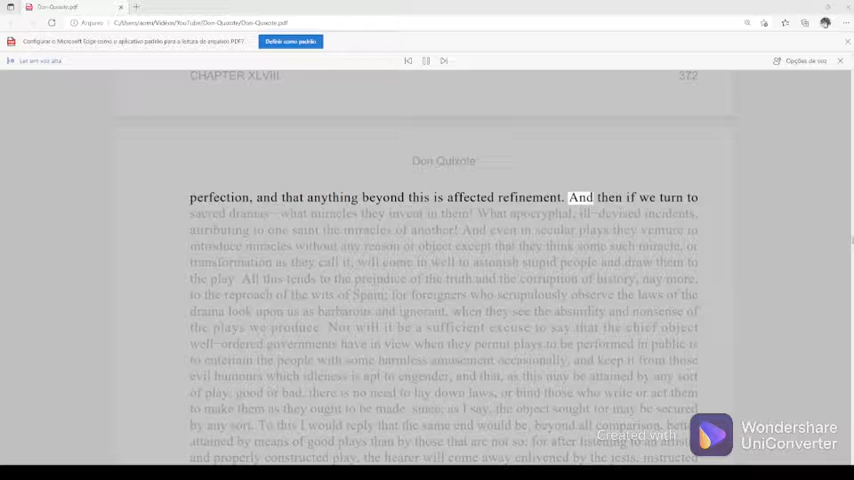 Don-Quixote.pdf
Arquivo C:/Users/aorni/Videos/YouTube/Don-Quixote/Don-Quixote.pdf
Configurar o Microsoft Edge como o aplicativo padrão para a leitura de arquivos PDF? Definir como padrão
Ler em voz alta Opções de voz
CHAPTER XLVIII. 372
Don Quixote
perfection, and that anything beyond this is affected refinement. And then if we turn to
sacred dramas—what miracles they invent in them! What apocryphal, ill-devised incidents,
attributing to one saint the miracles of another! And even in secular plays they venture to
introduce miracles without any reason or object except that they think some such miracle, or
transformation as they call it, will come in well to astonish stupid people and draw them to
the play. All this tends to the prejudice of the truth and the corruption of history, nay more,
to the reproach of the wits of Spain; for foreigners who scrupulously observe the laws of the
drama look upon us as barbarous and ignorant, when they see the absurdity and nonsense of
the plays we produce. Nor will it be a sufficient excuse to say that the chief object
well-ordered governments have in view when they permit plays to be performed in public is
to entertain the people with some harmless amusement occasionally, and keep it from those
evil humours which idleness is apt to engender; and that, as this may be attained by any sort
of play, good or bad, there is no need to lay down laws, or bind those who write or act them
to make them as they ought to be made, since, as I say, the object sought for may be secured
by any sort. To this I would reply that the same end would be, beyond all comparison,
attained by means of good plays than by those that are not so; for after listening to an
and properly constructed play, the hearer will come away enlivened by the jests, instructed
Created with Wondershare
UniConverter